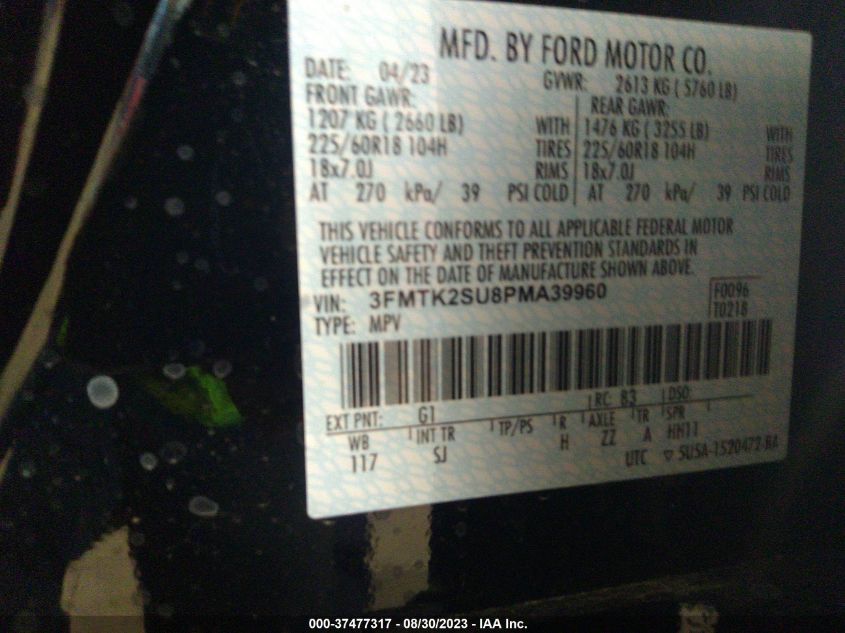 MFD. BY FORD MOTOR CO.
DATE: 04/23 GVWR: 2613 KG ( 5760 LB)
FRONT GAWR: REAR GAWR:
1207 KG ( 2660 LB) WITH 1476 KG ( 3255 LB) WITH
225/60R18 104H TIRES 225/60R18 104H TIRES
18x7.0J RIMS 18x7.0J RIMS
AT 270 kPa/ 39 PSI COLD AT 270 kPa/ 39 PSI COLD
THIS VEHICLE CONFORMS TO ALL APPLICABLE FEDERAL MOTOR
VEHICLE SAFETY AND THEFT PREVENTION STANDARDS IN
EFFECT ON THE DATE OF MANUFACTURE SHOWN ABOVE.
VIN: 3FMTK2SU8PMA39960 F0096
TYPE: MPV T0218
EXT PNT: G1 RC: 83 DSO:
WB INT TR TP/PS R AXLE TR SPR
117 SJ H ZZ A HH11
UTC ▽ SU5A-1520472-BA
000-37477317 - 08/30/2023 - IAA Inc.